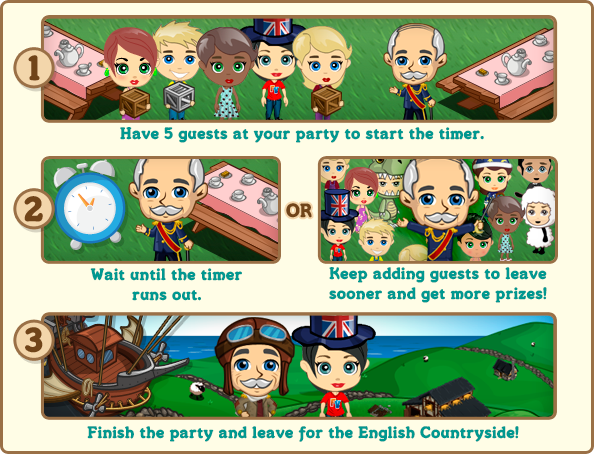 1
Have 5 guests at your party to start the timer.
2
Wait until the timer
runs out.
OR
Keep adding guests to leave
sooner and get more prizes!
3
Finish the party and leave for the English Countryside!